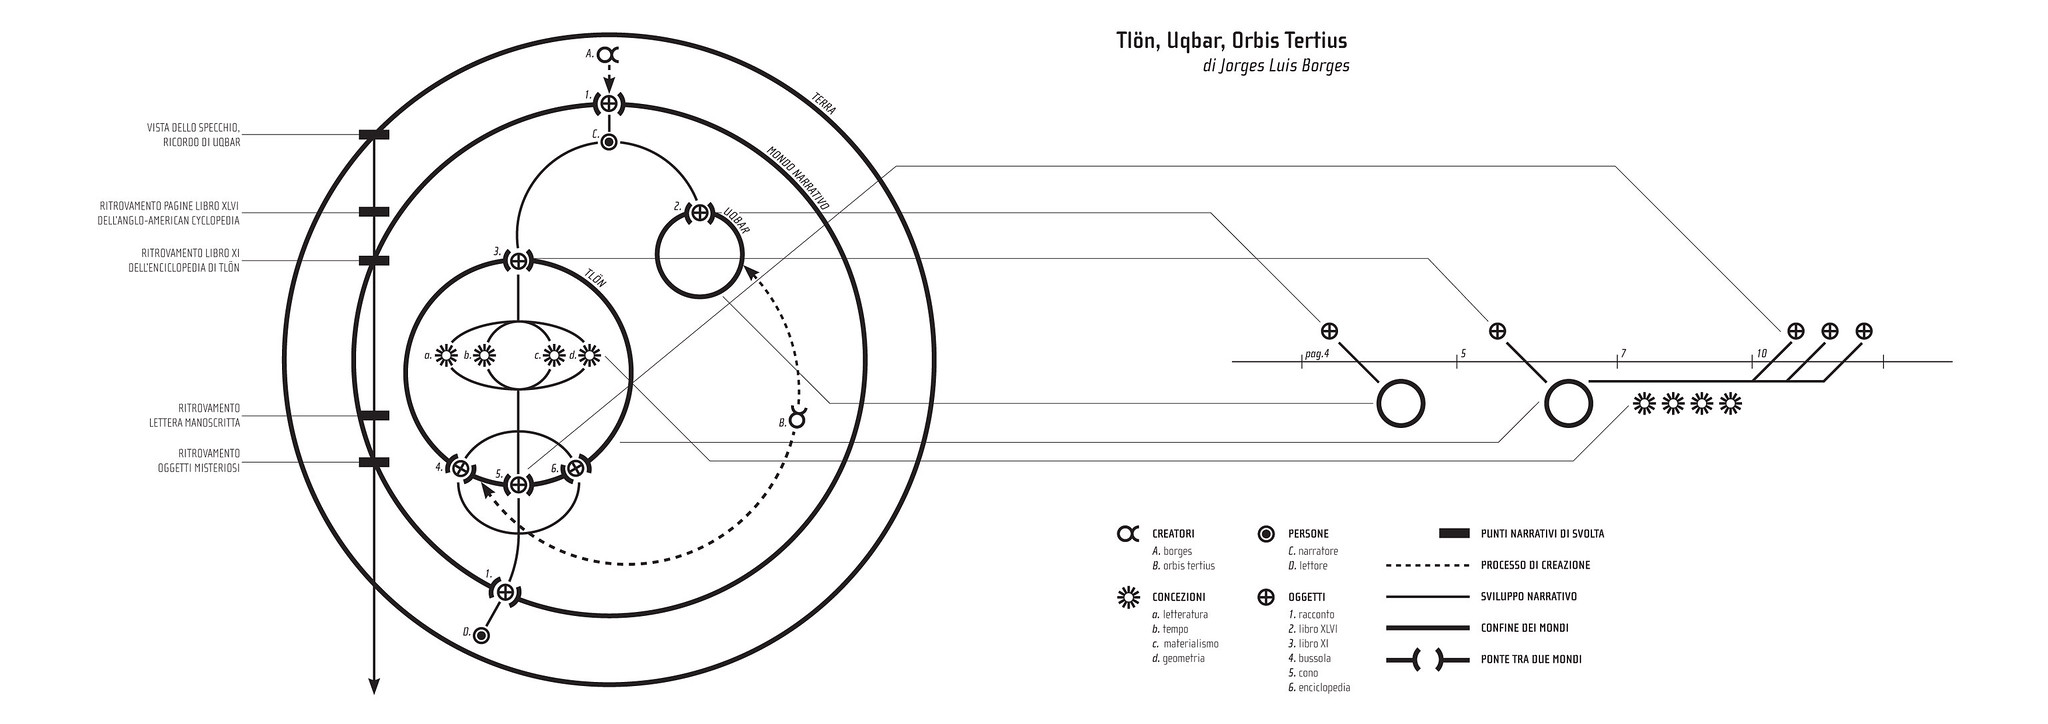 Tlön, Uqbar, Orbis Tertius
di Jorges Luis Borges
VISTA DELLO SPECCHIO,
RICORDO DI UQBAR
RITROVAMENTO PAGINE LIBRO XLVI
DELL'ANGLO-AMERICAN CYCLOPEDIA
RITROVAMENTO LIBRO XI
DELL'ENCICLOPEDIA DI TLÖN
RITROVAMENTO
LETTERA MANOSCRITTA
RITROVAMENTO
OGGETTI MISTERIOSI
A.
1.
C.
TERRA
MONDO NARRATIVO
2.
UQBAR
3.
TLÖN
a.
b.
c.
d.
B.
4.
5.
6.
1.
D.
pag.4
5
7
10
CREATORI
A. borges
B. orbis tertius
CONCEZIONI
a. letteratura
b. tempo
c. materialismo
d. geometria
PERSONE
C. narratore
D. lettore
OGGETTI
1. racconto
2. libro XLVI
3. libro XI
4. bussola
5. cono
6. enciclopedia
PUNTI NARRATIVI DI SVOLTA
PROCESSO DI CREAZIONE
SVILUPPO NARRATIVO
CONFINE DEI MONDI
PONTE TRA DUE MONDI